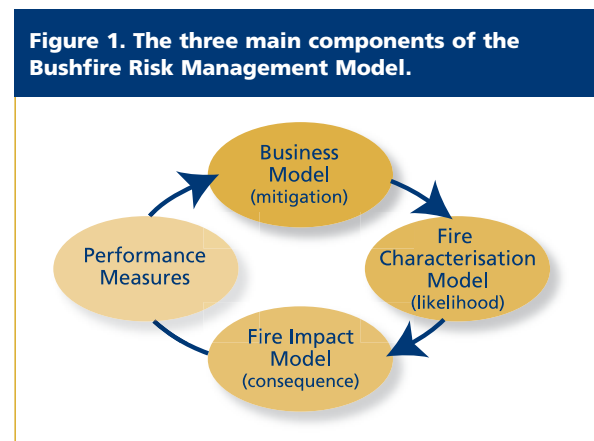 Figure 1. The three main components of the
Bushfire Risk Management Model.
Business
Model
(mitigation)
Fire
Characterisation
Model
(likelihood)
Fire Impact
Model
(consequence)
Performance
Measures